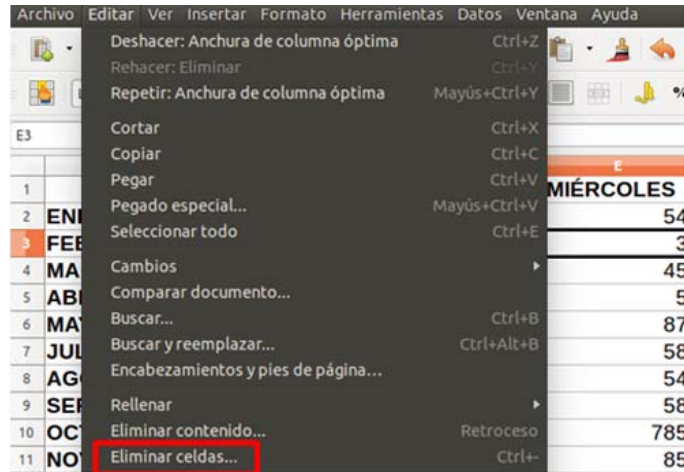 Archivo Editar Ver Insertar Formato Herramientas Datos Ventana Ayuda
Deshacer: Anchura de columna óptima Ctrl+Z
Rehacer: Eliminar Ctrl+Y
Repetir: Anchura de columna óptima Mayús+Ctrl+Y
%
E3
Cortar Ctrl+X
Copiar Ctrl+C
E
Pegar Ctrl+V
1 MIÉRCOLES
Pegado especial... Mayús+Ctrl+V
2 ENE 54
Seleccionar todo Ctrl+E
3 FEB 3
Cambios
4 MA 45
Comparar documento...
5 ABR 5
Buscar... Ctrl+B
6 MAY 87
Buscar y reemplazar... Ctrl+Alt+B
7 JUL 58
Encabezamientos y pies de página...
8 AGO 54
Rellenar
9 SEP 58
Eliminar contenido... Retroceso
10 OC 785
Eliminar celdas... Ctrl+-
11 NO 85